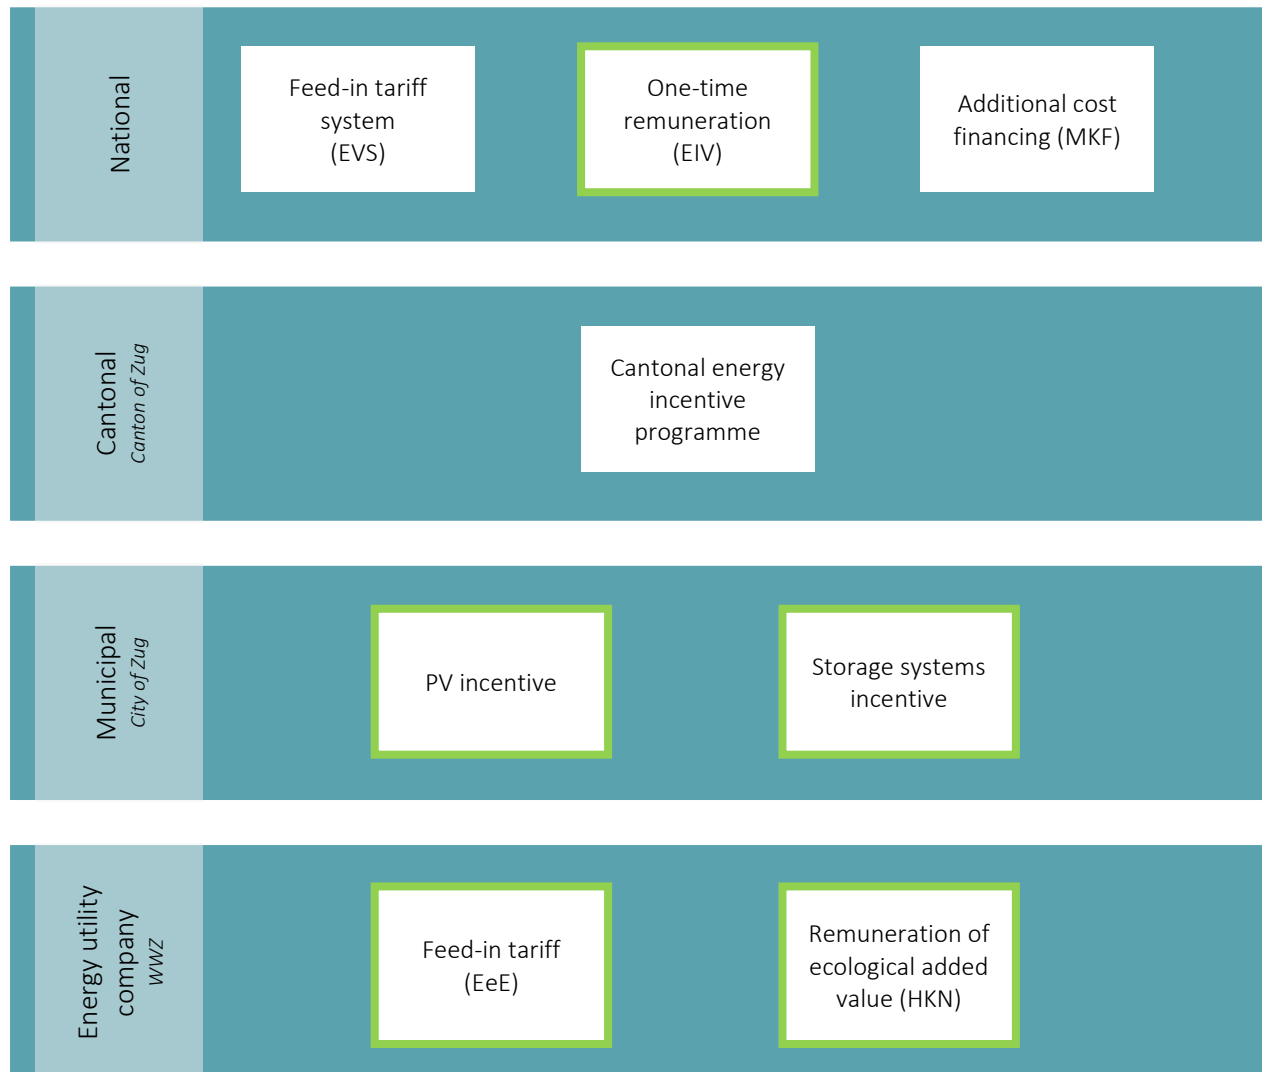 National
Feed-in tariff
system
(EVS)
One-time
remuneration
(EIV)
Additional cost
financing (MKF)
Cantonal
Canton of Zug
Cantonal energy
incentive
programme
Municipal
City of Zug
PV incentive
Storage systems
incentive
Energy utility
company
WWZ
Feed-in tariff
(EeE)
Remuneration of
ecological added
value (HKN)